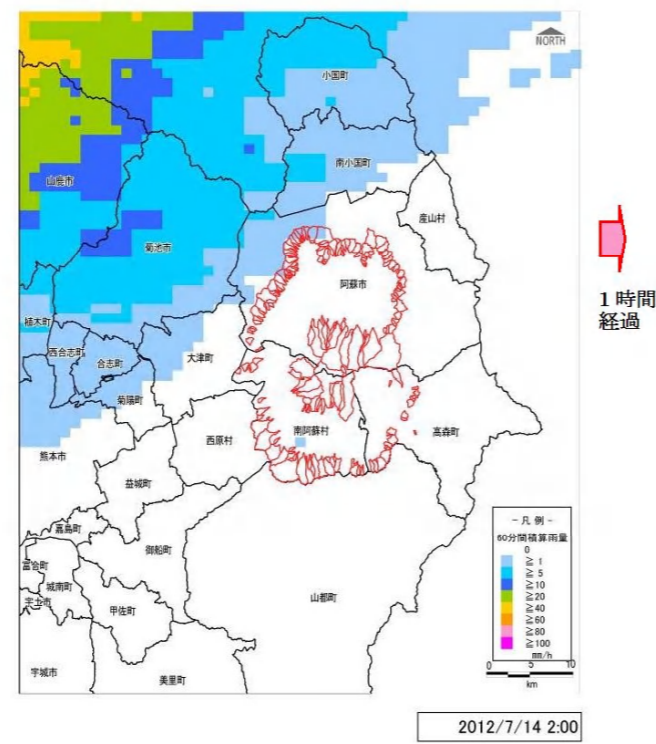 NORTH
小国町
南小国町
山鹿市
産山村
菊池市
阿蘇市
植木町
西合志町
合志町
大津町
菊陽町
南阿蘇村
高森町
西原村
熊本市
益城町
嘉島町
御船町
富合町
城南町
宇土市
甲佐町
山都町
宇城市
美里町
1時間
経過
- 凡 例 -
60分間積算雨量
0
≧ 1
≧ 5
≧ 10
≧ 20
≧ 40
≧ 60
≧ 80
≧ 100
mm/h
0 5 10
km
2012/7/14 2:00